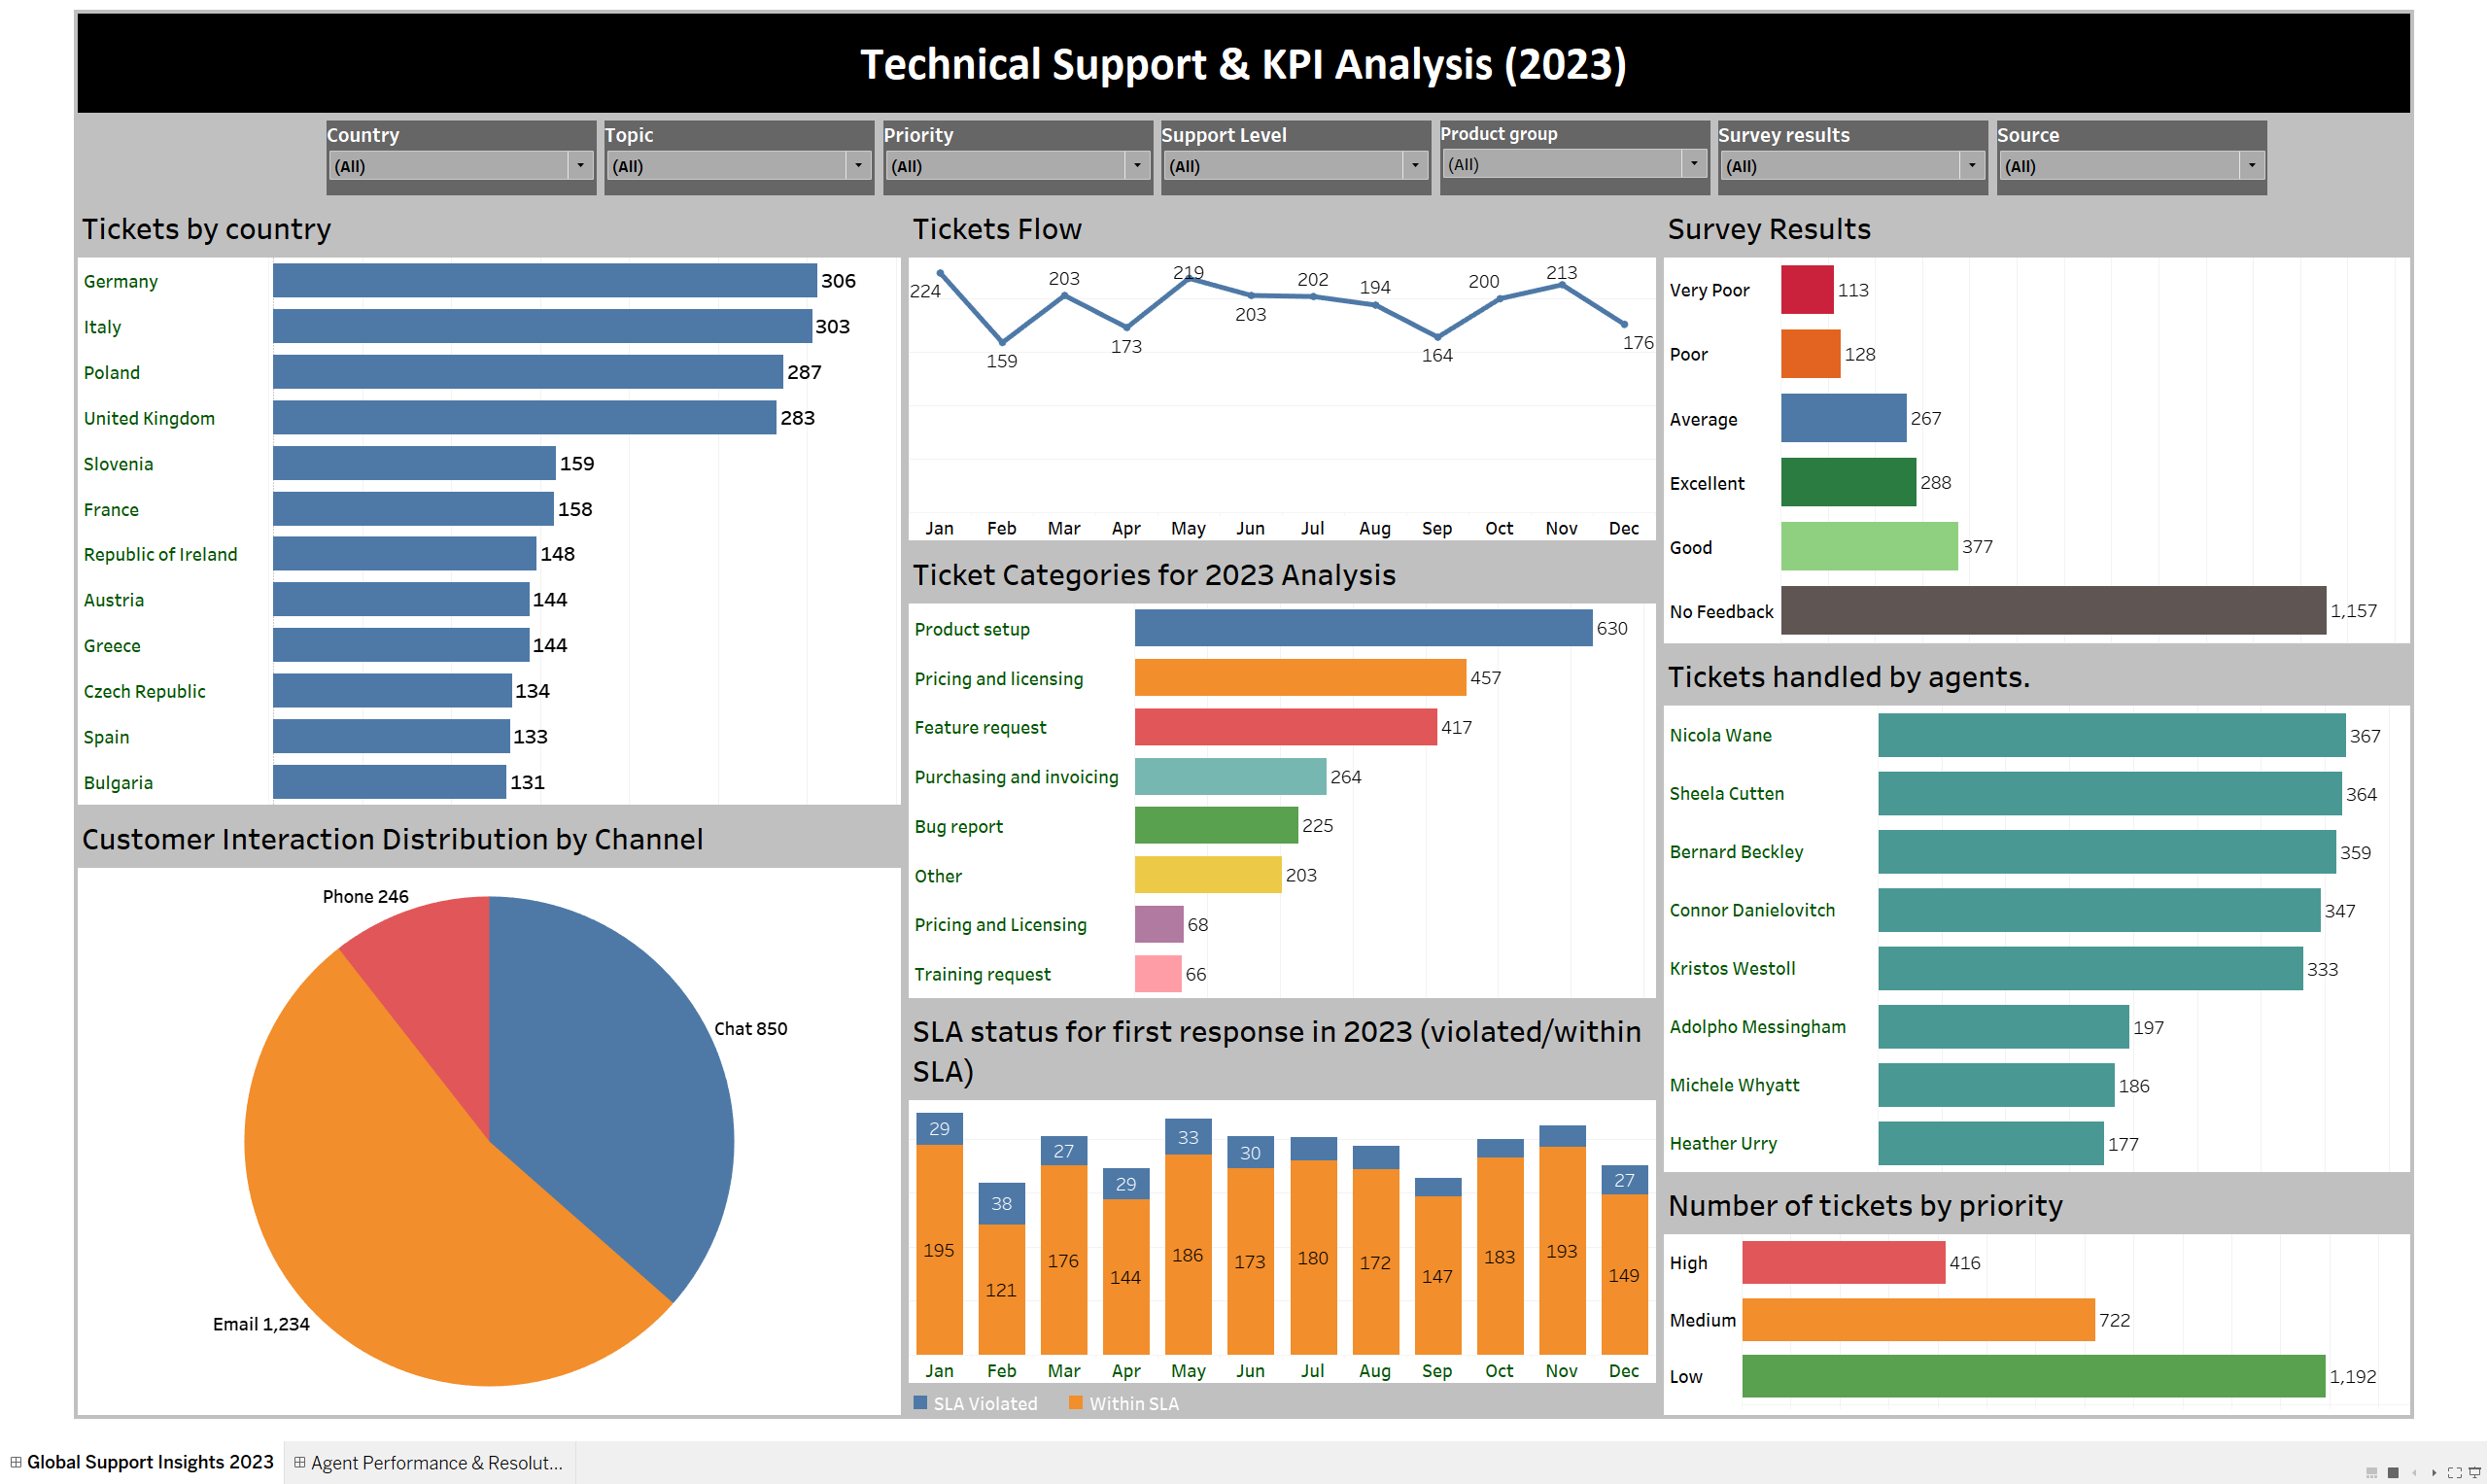 Technical Support & KPI Analysis (2023)
Country
(All)
Topic
(All)
Priority
(All)
Support Level
(All)
Product group
(All)
Survey results
(All)
Source
(All)
Tickets by country
Germany 306
Italy 303
Poland 287
United Kingdom 283
Slovenia 159
France 158
Republic of Ireland 148
Austria 144
Greece 144
Czech Republic 134
Spain 133
Bulgaria 131
Customer Interaction Distribution by Channel
Phone 246
Chat 850
Email 1,234
Tickets Flow
224 159 203 173 219 203 202 194 164 200 213 176
Jan Feb Mar Apr May Jun Jul Aug Sep Oct Nov Dec
Ticket Categories for 2023 Analysis
Product setup 630
Pricing and licensing 457
Feature request 417
Purchasing and invoicing 264
Bug report 225
Other 203
Pricing and Licensing 68
Training request 66
SLA status for first response in 2023 (violated/within
SLA)
29 38 27 29 33 30 27
195 121 176 144 186 173 180 172 147 183 193 149
Jan Feb Mar Apr May Jun Jul Aug Sep Oct Nov Dec
SLA Violated Within SLA
Survey Results
Very Poor 113
Poor 128
Average 267
Excellent 288
Good 377
No Feedback 1,157
Tickets handled by agents.
Nicola Wane 367
Sheela Cutten 364
Bernard Beckley 359
Connor Danielovitch 347
Kristos Westoll 333
Adolpho Messingham 197
Michele Whyatt 186
Heather Urry 177
Number of tickets by priority
High 416
Medium 722
Low 1,192
Global Support Insights 2023
Agent Performance & Resolut...